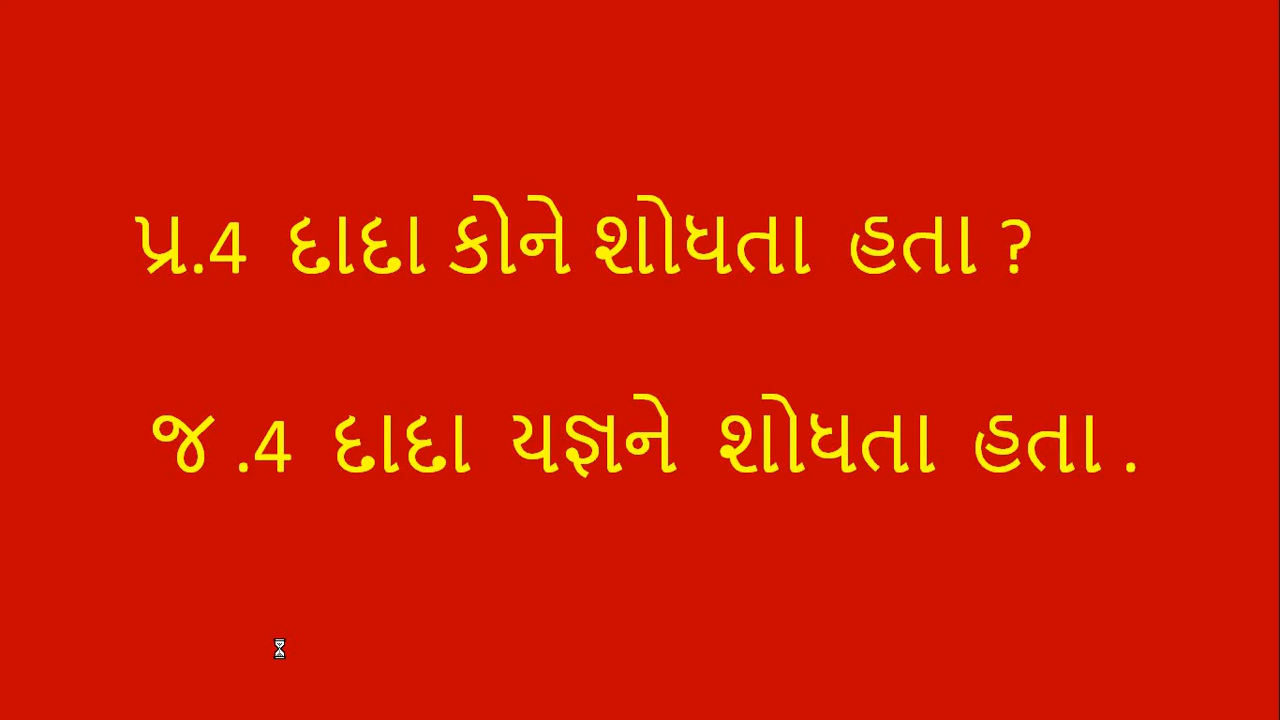 પ્ર.4 દાદા કોને શોધતા હતા ?
જ .4 દાદા યજ્ઞને શોધતા હતા .